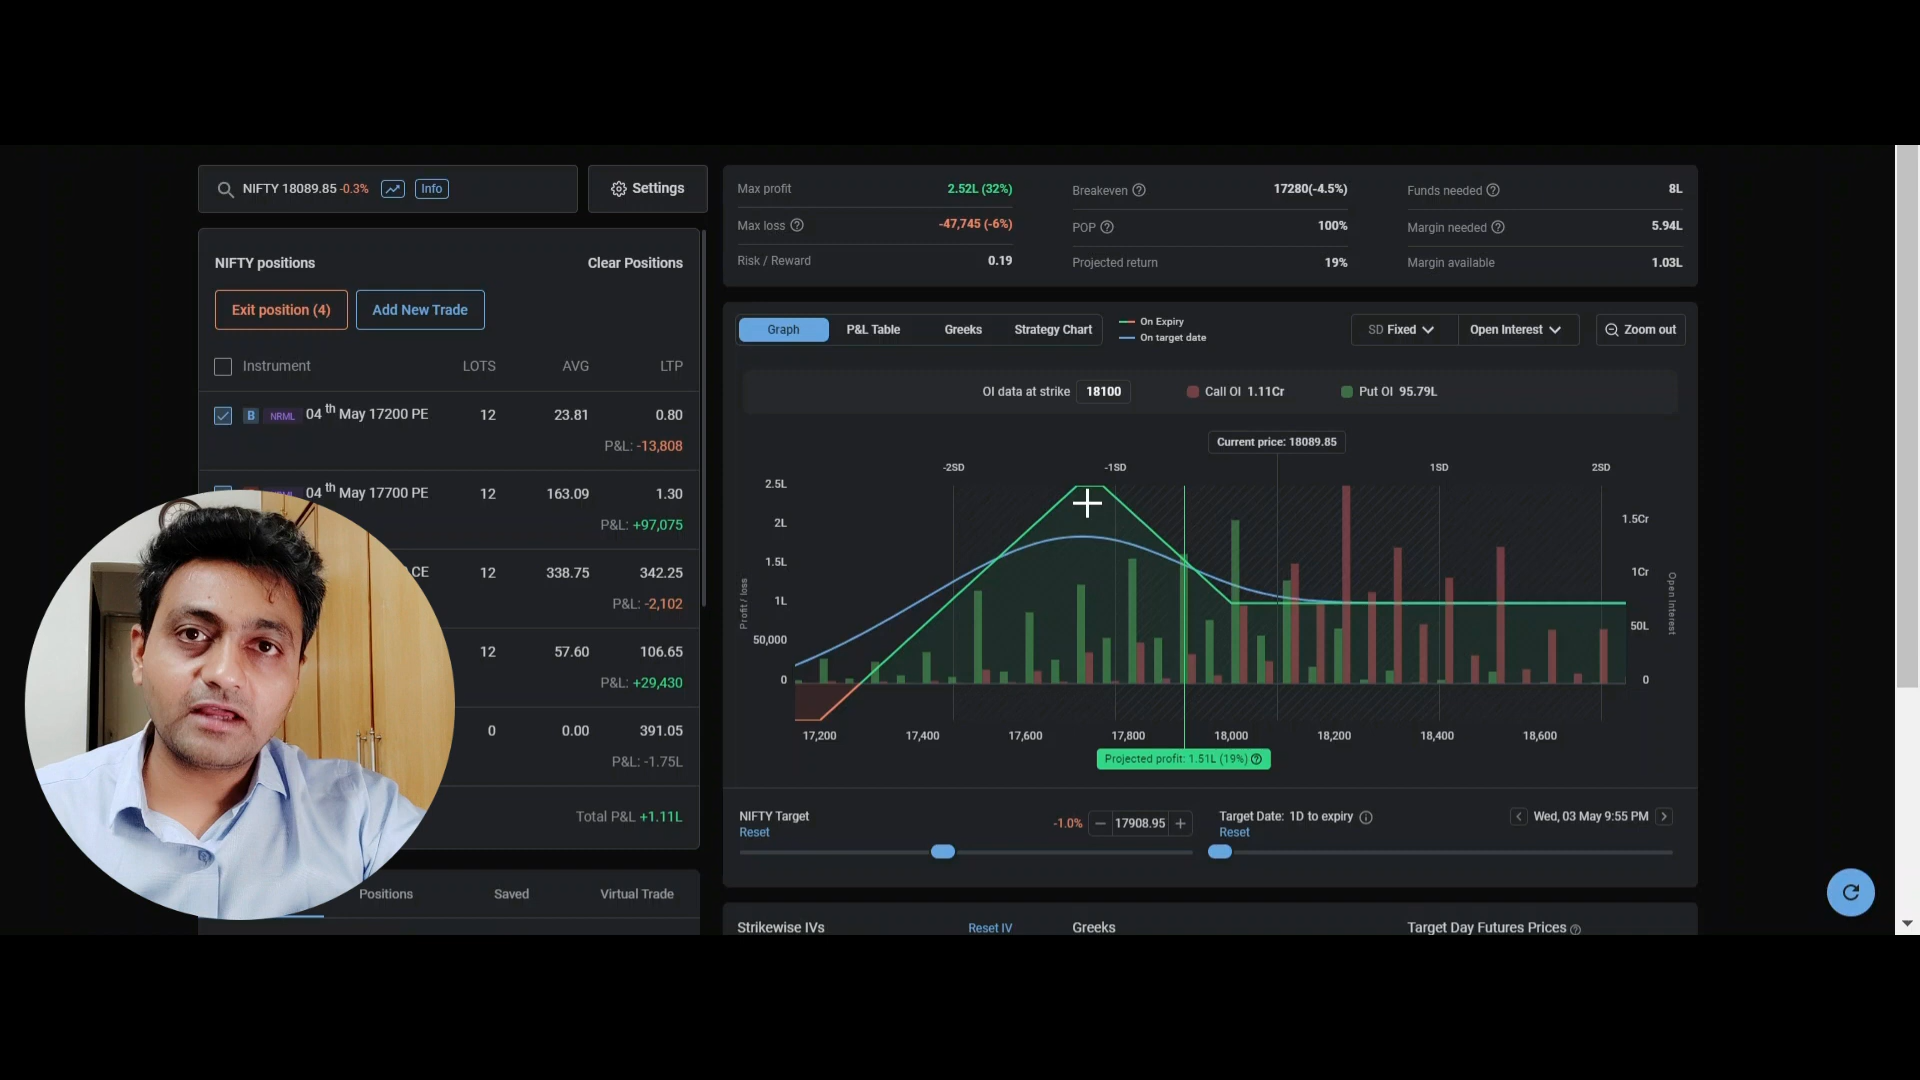 NIFTY 18089.85 -0.3% Info
Settings
NIFTY positions
Clear Positions
Exit position (4)
Add New Trade
Instrument LOTS AVG LTP
B NRML 04 th May 17200 PE 12 23.81 0.80
P&L: -13,808
04 th May 17700 PE 12 163.09 1.30
P&L: +97,075
CE 12 338.75 342.25
P&L: -2,102
12 57.60 106.65
P&L: +29,430
0 0.00 391.05
P&L: -1.75L
Total P&L +1.11L
Positions Saved Virtual Trade
Max profit 2.52L (32%)
Max loss -47,745 (-6%)
Risk / Reward 0.19
Breakeven 17280(-4.5%)
POP 100%
Projected return 19%
Funds needed 8L
Margin needed 5.94L
Margin available 1.03L
Graph P&L Table Greeks Strategy Chart
On Expiry
On target date
SD Fixed Open Interest Zoom out
OI data at strike 18100 Call OI 1.11Cr Put OI 95.79L
Current price: 18089.85
-2SD -1SD 1SD 2SD
2.5L
2L
1.5L
1L
50,000
0
Profit / loss
1.5Cr
1Cr
50L
0
Open Interest
17,200 17,400 17,600 17,800 18,000 18,200 18,400 18,600
Projected profit: 1.51L (19%)
NIFTY Target
Reset
-1.0% 17908.95
Target Date: 1D to expiry
Reset
Wed, 03 May 9:55 PM
Strikewise IVs Reset IV Greeks Target Day Futures Prices